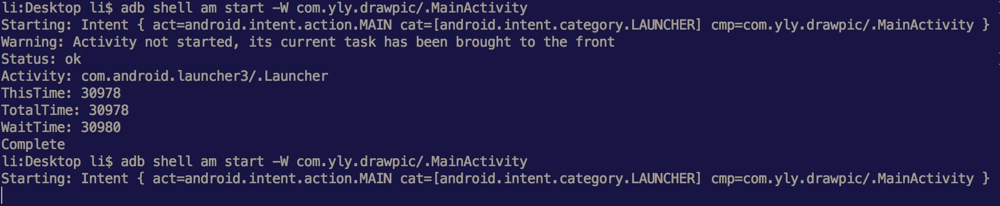 li:Desktop li$ adb shell am start -W com.yly.drawpic/.MainActivity
Starting: Intent { act=android.intent.action.MAIN cat=[android.intent.category.LAUNCHER] cmp=com.yly.drawpic/.MainActivity }
Warning: Activity not started, its current task has been brought to the front
Status: ok
Activity: com.android.launcher3/.Launcher
ThisTime: 30978
TotalTime: 30978
WaitTime: 30980
Complete
li:Desktop li$ adb shell am start -W com.yly.drawpic/.MainActivity
Starting: Intent { act=android.intent.action.MAIN cat=[android.intent.category.LAUNCHER] cmp=com.yly.drawpic/.MainActivity }